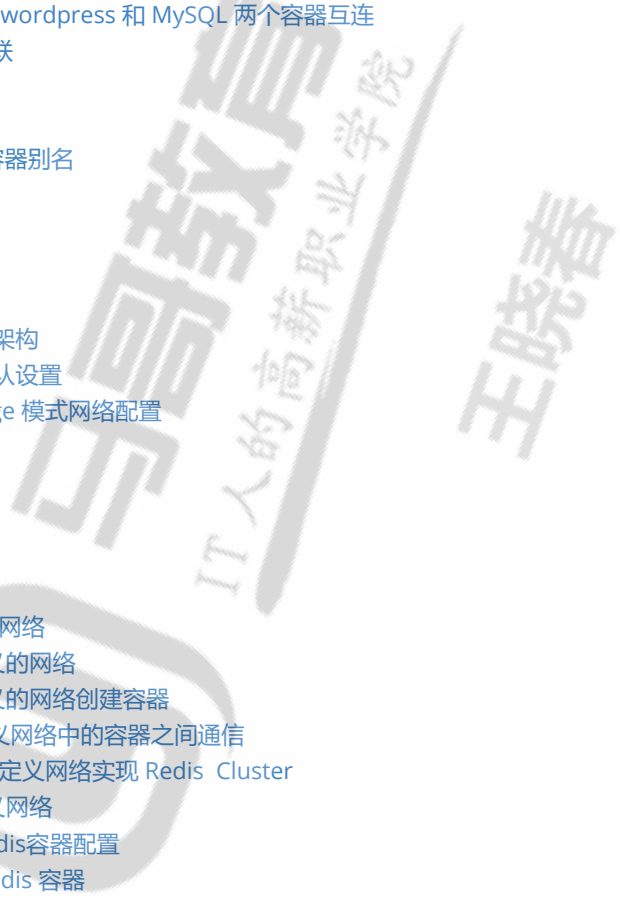 wordpress 和 MySQL 两个容器互连
联
容器别名
架构
认设置
ge 模式网络配置
网络
义的网络
义的网络创建容器
义网络中的容器之间通信
定义网络实现 Redis Cluster
义网络
dis容器配置
dis 容器
马哥教育
IT人的高薪职业学院
王晓春